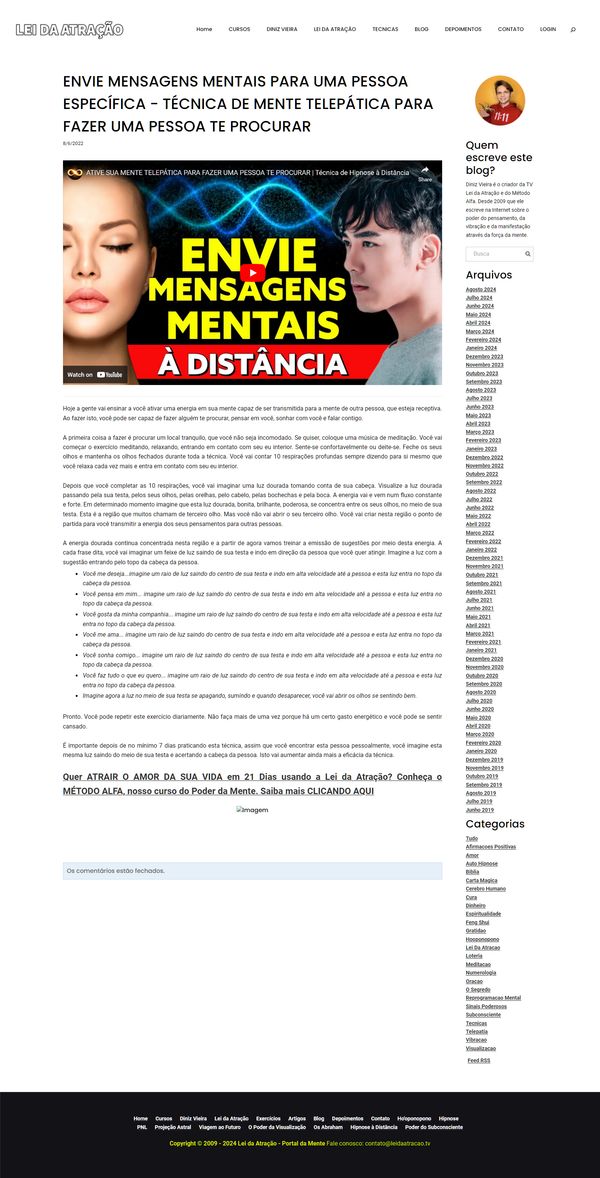 LEI DA ATRAÇÃO
Home CURSOS DINIZ VIEIRA LEI DA ATRAÇÃO TECNICAS BLOG DEPOIMENTOS CONTATO LOGIN
ENVIE MENSAGENS MENTAIS PARA UMA PESSOA
ESPECÍFICA - TÉCNICA DE MENTE TELEPÁTICA PARA
FAZER UMA PESSOA TE PROCURAR
8/6/2022
ATIVE SUA MENTE TELEPÁTICA PARA FAZER UMA PESSOA TE PROCURAR | Técnica de Hipnose à Distância
Share
ENVIE
MENSAGENS
MENTAIS
À DISTÂNCIA
Watch on YouTube
Hoje a gente vai ensinar a você ativar uma energia em sua mente capaz de ser transmitida para a mente de outra pessoa, que esteja receptiva.
Ao fazer isto, você pode ser capaz de fazer alguém te procurar, pensar em você, sonhar com você e falar contigo.
A primeira coisa a fazer é procurar um local tranquilo, que você não seja incomodado. Se quiser, coloque uma música de meditação. Você vai
começar o exercício meditando, relaxando, entrando em contato com seu eu interior. Sente-se confortavelmente ou deite-se. Feche os seus
olhos e mantenha os olhos fechados durante toda a técnica. Você vai contar 10 respirações profundas sempre dizendo para si mesmo que
você relaxa cada vez mais e entra em contato com seu eu interior.
Depois que você completar as 10 respirações, você vai imaginar uma luz dourada tomando conta de sua cabeça. Visualize a luz dourada
passando pela sua testa, pelos seus olhos, pelas orelhas, pelo cabelo, pelas bochechas e pela boca. A energia vai e vem num fluxo constante
e forte. Em determinado momento imagine que esta luz dourada, bonita, brilhante, poderosa, se concentra entre os seus olhos, no meio de sua
testa. Esta é a região que muitos chamam de terceiro olho. Mas você não vai abrir o seu terceiro olho. Você vai criar nesta região o ponto de
partida para você transmitir a energia dos seus pensamentos para outras pessoas.
A energia dourada continua concentrada nesta região e a partir de agora vamos treinar a emissão de sugestões por meio desta energia. A
cada frase dita, você vai imaginar um feixe de luz saindo de sua testa e indo em direção da pessoa que você quer atingir. Imagine a luz com a
sugestão entrando pelo topo da cabeça da pessoa.
• Você me deseja...imagine um raio de luz saindo do centro de sua testa e indo em alta velocidade até a pessoa e esta luz entra no topo da
cabeça da pessoa.
• Você pensa em mim... imagine um raio de luz saindo do centro de sua testa e indo em alta velocidade até a pessoa e esta luz entra no
topo da cabeça da pessoa.
• Você gosta da minha companhia... imagine um raio de luz saindo do centro de sua testa e indo em alta velocidade até a pessoa e esta luz
entra no topo da cabeça da pessoa.
• Você me ama... imagine um raio de luz saindo do centro de sua testa e indo em alta velocidade até a pessoa e esta luz entra no topo da
cabeça da pessoa.
• Você sonha comigo... imagine um raio de luz saindo do centro de sua testa e indo em alta velocidade até a pessoa e esta luz entra no
topo da cabeça da pessoa.
• Você faz tudo o que eu quero... imagine um raio de luz saindo do centro de sua testa e indo em alta velocidade até a pessoa e esta luz
entra no topo da cabeça da pessoa.
• Imagine agora a luz no meio de sua testa se apagando, sumindo e quando desaparecer, você vai abrir os olhos se sentindo bem.
Pronto. Você pode repetir este exercício diariamente. Não faça mais de uma vez porque há um certo gasto energético e você pode se sentir
cansado.
É importante depois de no mínimo 7 dias praticando esta técnica, assim que você encontrar esta pessoa pessoalmente, você imagine esta
mesma luz saindo do meio de sua testa e acertando a cabeça da pessoa. Isto vai aumentar ainda mais a eficácia da técnica.
Quer ATRAIR O AMOR DA SUA VIDA em 21 Dias usando a Lei da Atração? Conheça o
MÉTODO ALFA, nosso curso do Poder da Mente. Saiba mais CLICANDO AQUI
Imagem
Os comentários estão fechados.
11:11
Quem
escreve este
blog?
Diniz Vieira é o criador da TV
Lei da Atração e do Método
Alfa. Desde 2009 que ele
escreve na Internet sobre o
poder do pensamento, da
vibração e da manifestação
através da força da mente.
Busca
Arquivos
Agosto 2024
Julho 2024
Junho 2024
Maio 2024
Abril 2024
Março 2024
Fevereiro 2024
Janeiro 2024
Dezembro 2023
Novembro 2023
Outubro 2023
Setembro 2023
Agosto 2023
Julho 2023
Junho 2023
Maio 2023
Abril 2023
Março 2023
Fevereiro 2023
Janeiro 2023
Dezembro 2022
Novembro 2022
Outubro 2022
Setembro 2022
Agosto 2022
Julho 2022
Junho 2022
Maio 2022
Abril 2022
Março 2022
Fevereiro 2022
Janeiro 2022
Dezembro 2021
Novembro 2021
Outubro 2021
Setembro 2021
Agosto 2021
Julho 2021
Junho 2021
Maio 2021
Abril 2021
Março 2021
Fevereiro 2021
Janeiro 2021
Dezembro 2020
Novembro 2020
Outubro 2020
Setembro 2020
Agosto 2020
Julho 2020
Junho 2020
Maio 2020
Abril 2020
Março 2020
Fevereiro 2020
Janeiro 2020
Dezembro 2019
Novembro 2019
Outubro 2019
Setembro 2019
Agosto 2019
Julho 2019
Junho 2019
Categorias
Tudo
Afirmacoes Positivas
Amor
Auto Hipnose
Biblia
Carta Magica
Cerebro Humano
Cura
Dinheiro
Espiritualidade
Feng Shui
Gratidao
Hooponopono
Lei Da Atracao
Loteria
Meditacao
Numerologia
Oracao
O Segredo
Reprogramacao Mental
Sinais Poderosos
Subconsciente
Tecnicas
Telepatia
Vibracao
Visualizacao
Feed RSS
Home Cursos Diniz Vieira Lei da Atração Exercícios Artigos Blog Depoimentos Contato Ho'oponopono Hipnose
PNL Projeção Astral Viagem ao Futuro O Poder da Visualização Os Abraham Hipnose à Distância Poder do Subconsciente
Copyright © 2009 - 2024 Lei da Atração - Portal da Mente Fale conosco: contato@leidaatracao.tv